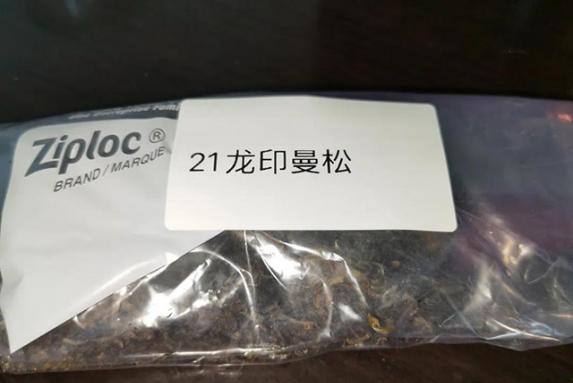 Ziploc®
BRAND / MARQUE
21龙印曼松